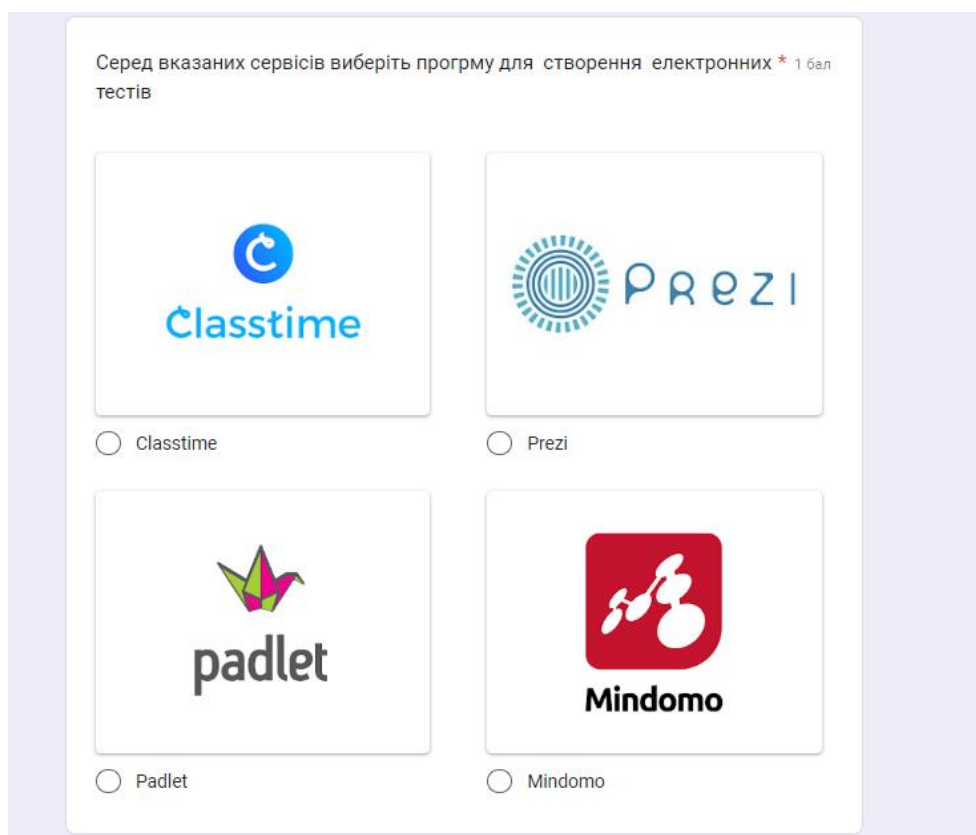 Серед вказаних сервісів виберіть прогрму для створення електронних * 1 бал
тестів
Classtime
PREZI
Classtime
Prezi
padlet
Mindomo
Padlet
Mindomo